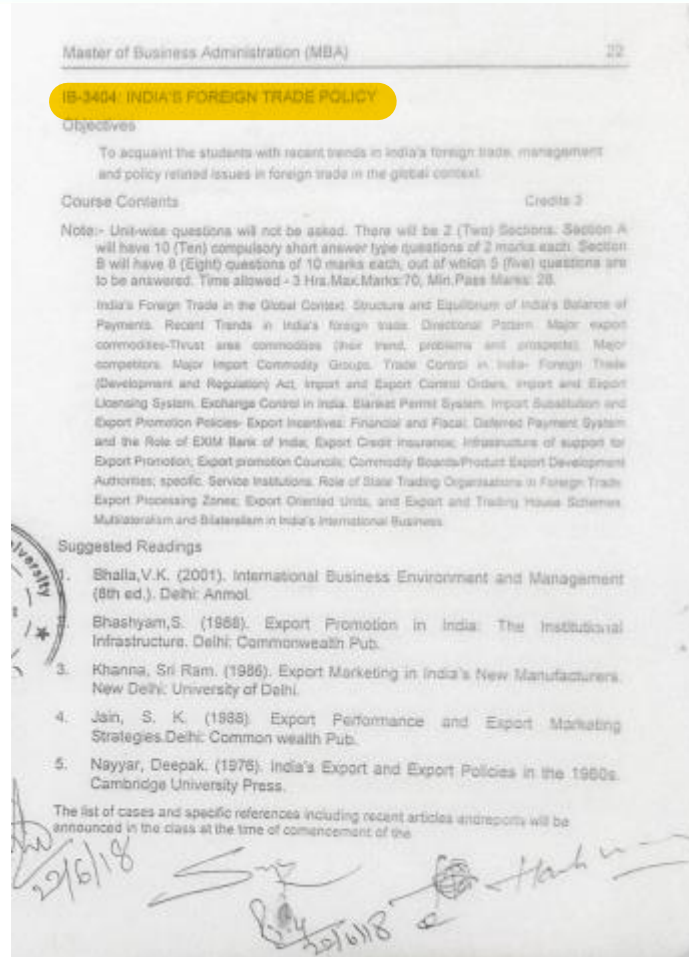 Master of Business Administration (MBA) 22
IB-3404: INDIA'S FOREIGN TRADE POLICY
Objectives
To acquaint the students with recent trends in India's foreign trade, management
and policy related issues in foreign trade in the global context.
Course Contents Credits 3
Note:- Unit-wise questions will not be asked. There will be 2 (Two) Sections. Section A
will have 10 (Ten) compulsory short answer type questions of 2 marks each. Section
B will have 8 (Eight) questions of 10 marks each, out of which 5 (five) questions are
to be answered. Time allowed - 3 Hrs.Max.Marks:70, Min.Pass Marks: 28.
India's Foreign Trade in the Global Context. Structure and Equilibrium of India's Balance of
Payments. Recent Trends in India's foreign trade. Directional Pattern. Major export
commodities-Thrust area commodities (their trend, problems and prospects), Major
competitors. Major Import Commodity Groups. Trade Control in India- Foreign Trade
(Development and Regulation) Act, Import and Export Control Orders, Import and Export
Licensing System. Exchange Control in India. Blanket Permit System. Import Substitution and
Export Promotion Policies- Export Incentives: Financial and Fiscal; Deferred Payment System
and the Role of EXIM Bank of India; Export Credit Insurance; Infrastructure of support for
Export Promotion; Export promotion Councils; Commodity Boards/Product Export Development
Authorities; specific. Service Institutions. Role of State Trading Organisations in Foreign Trade.
Export Processing Zones; Export Oriented Units, and Export and Trading House Schemes.
Multilateralism and Bilateralism in India's International Business.
Suggested Readings
1. Bhalla,V.K. (2001). International Business Environment and Management
(8th ed.). Delhi: Anmol.
Bhashyam,S. (1988). Export Promotion in India: The Institutional
Infrastructure. Delhi: Commonwealth Pub.
3. Khanna, Sri Ram. (1986). Export Marketing in India's New Manufacturers.
New Delhi: University of Delhi.
4. Jain, S. K. (1988). Export Performance and Export Marketing
Strategies.Delhi: Common wealth Pub.
5. Nayyar, Deepak. (1976). India's Export and Export Policies in the 1960s.
Cambridge University Press.
The list of cases and specific references including recent articles andreports will be
announced in the class at the time of comencement of the
22/6/18